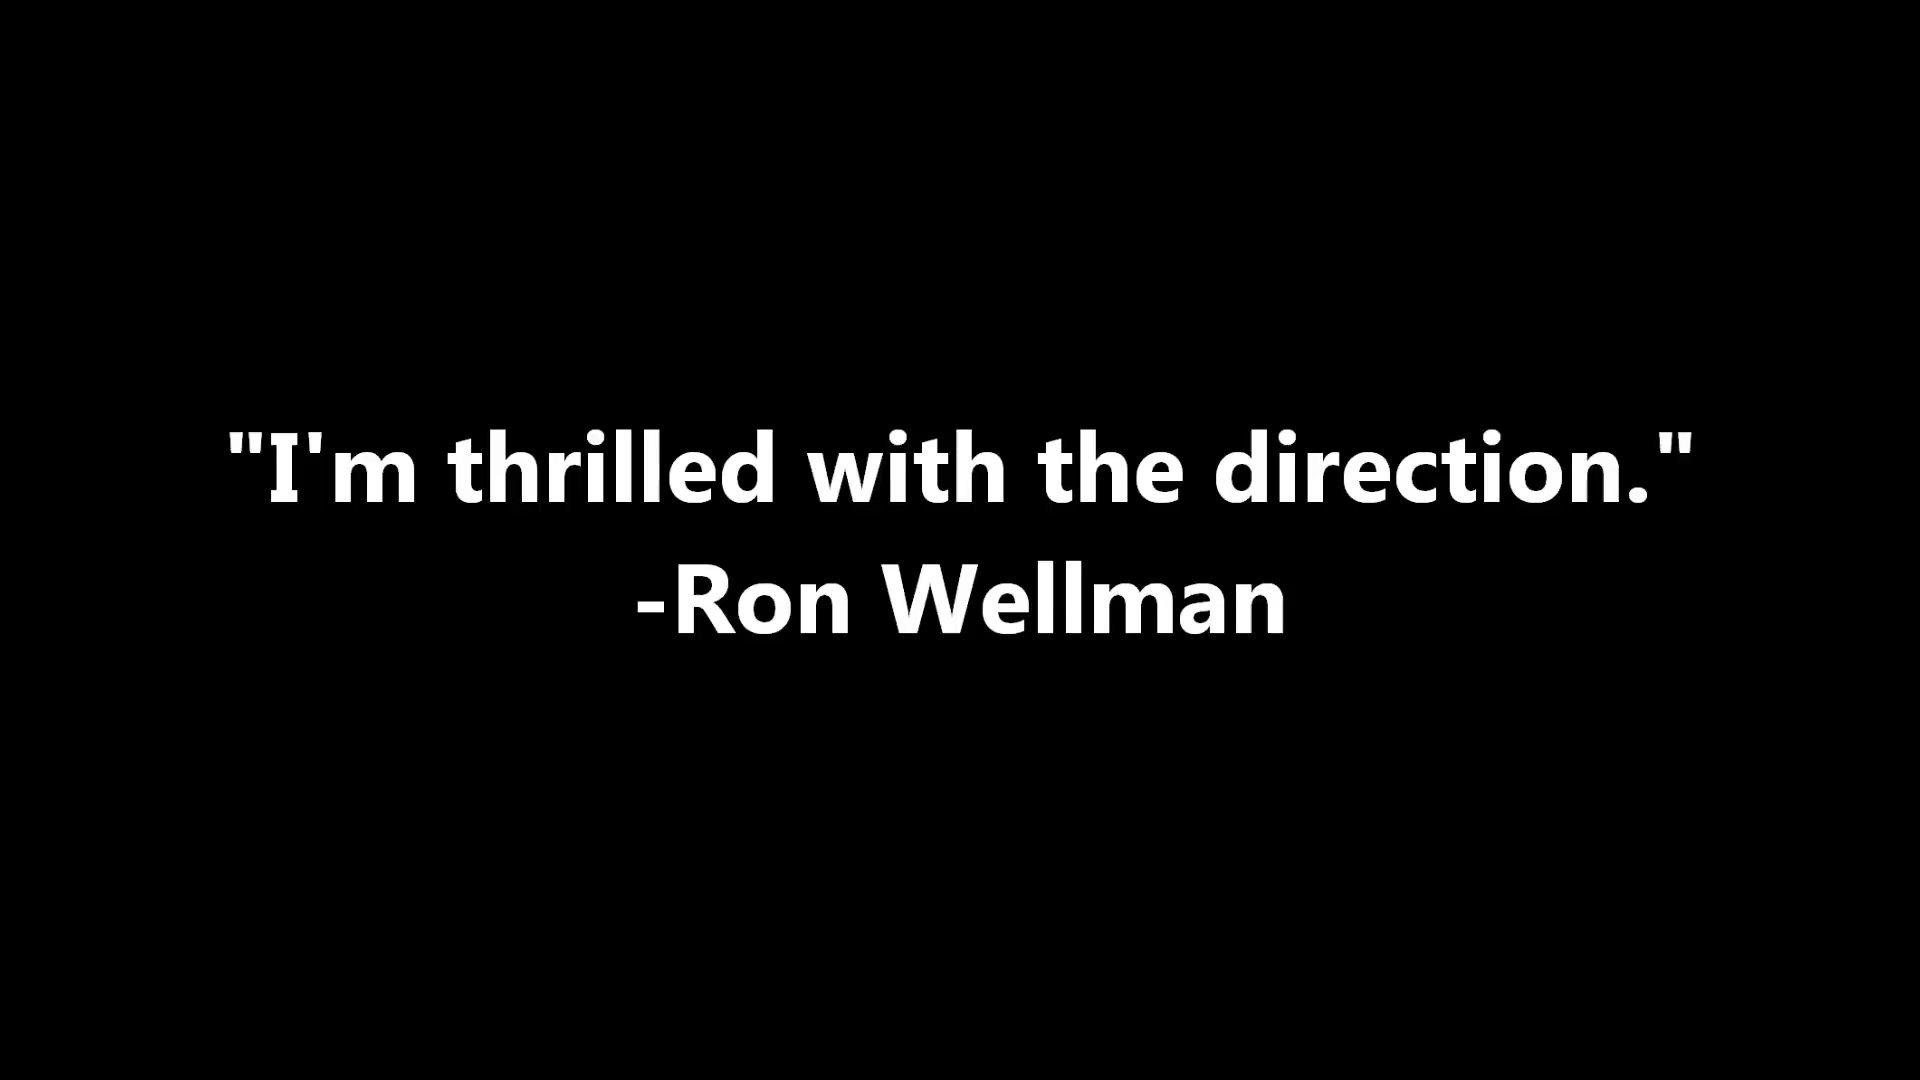 "I'm thrilled with the direction."
-Ron Wellman